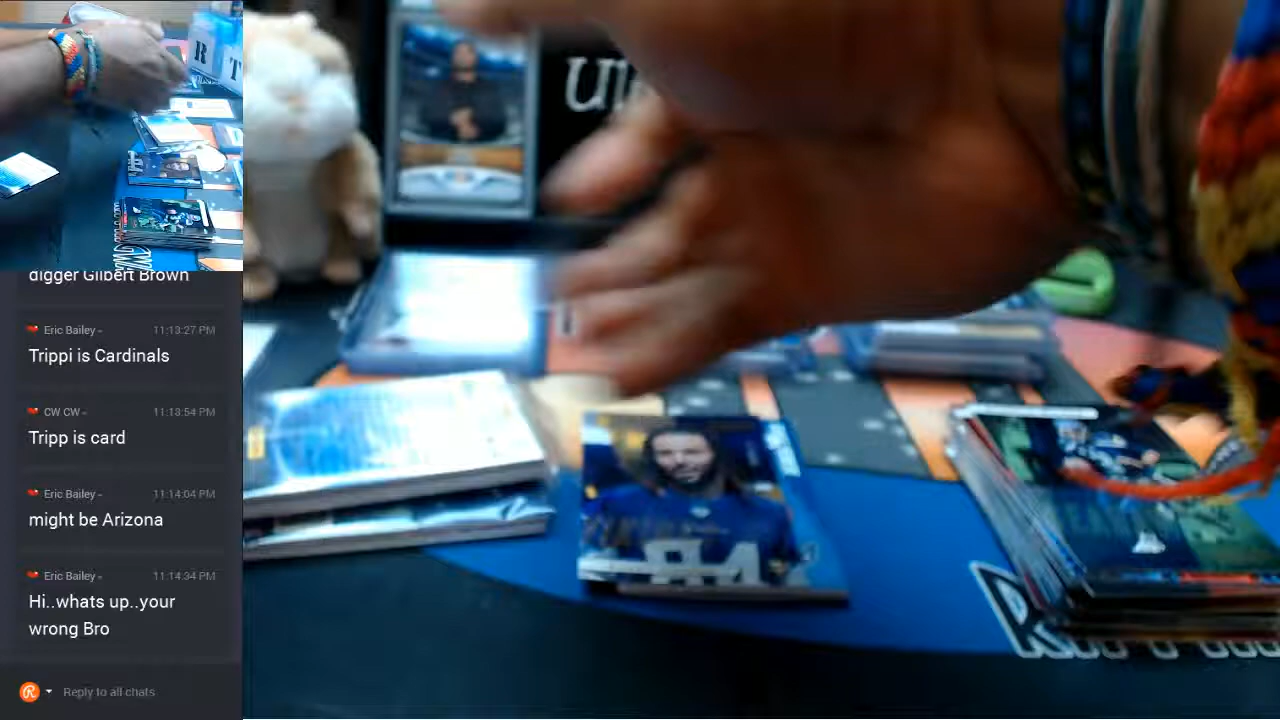 R
T
digger Gilbert Brown
Eric Bailey - 11:13:27 PM
Trippi is Cardinals
CW CW - 11:13:54 PM
Tripp is card
Eric Bailey - 11:14:04 PM
might be Arizona
Eric Bailey - 11:14:34 PM
Hi..whats up..your
wrong Bro
Reply to all chats
84